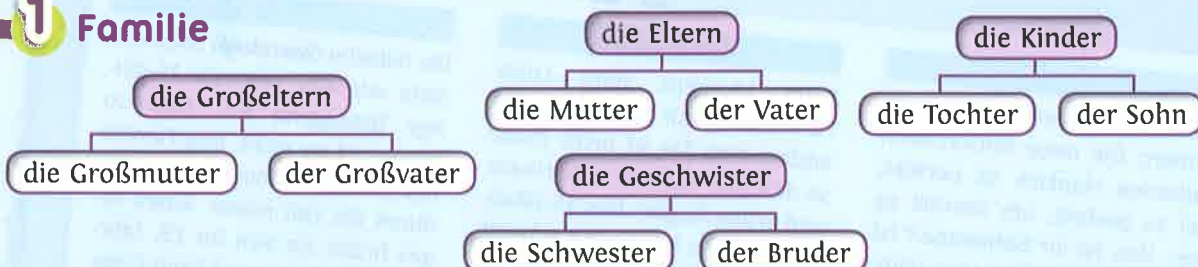 1 Familie
die Großeltern
die Großmutter
der Großvater
die Eltern
die Mutter
der Vater
die Geschwister
die Schwester
der Bruder
die Kinder
die Tochter
der Sohn